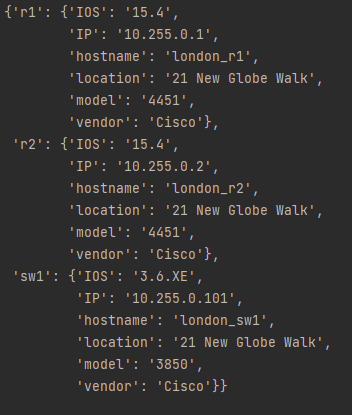 {'r1': {'IOS': '15.4',
        'IP': '10.255.0.1',
        'hostname': 'london_r1',
        'location': '21 New Globe Walk',
        'model': '4451',
        'vendor': 'Cisco'},
 'r2': {'IOS': '15.4',
        'IP': '10.255.0.2',
        'hostname': 'london_r2',
        'location': '21 New Globe Walk',
        'model': '4451',
        'vendor': 'Cisco'},
 'sw1': {'IOS': '3.6.XE',
         'IP': '10.255.0.101',
         'hostname': 'london_sw1',
         'location': '21 New Globe Walk',
         'model': '3850',
         'vendor': 'Cisco'}}